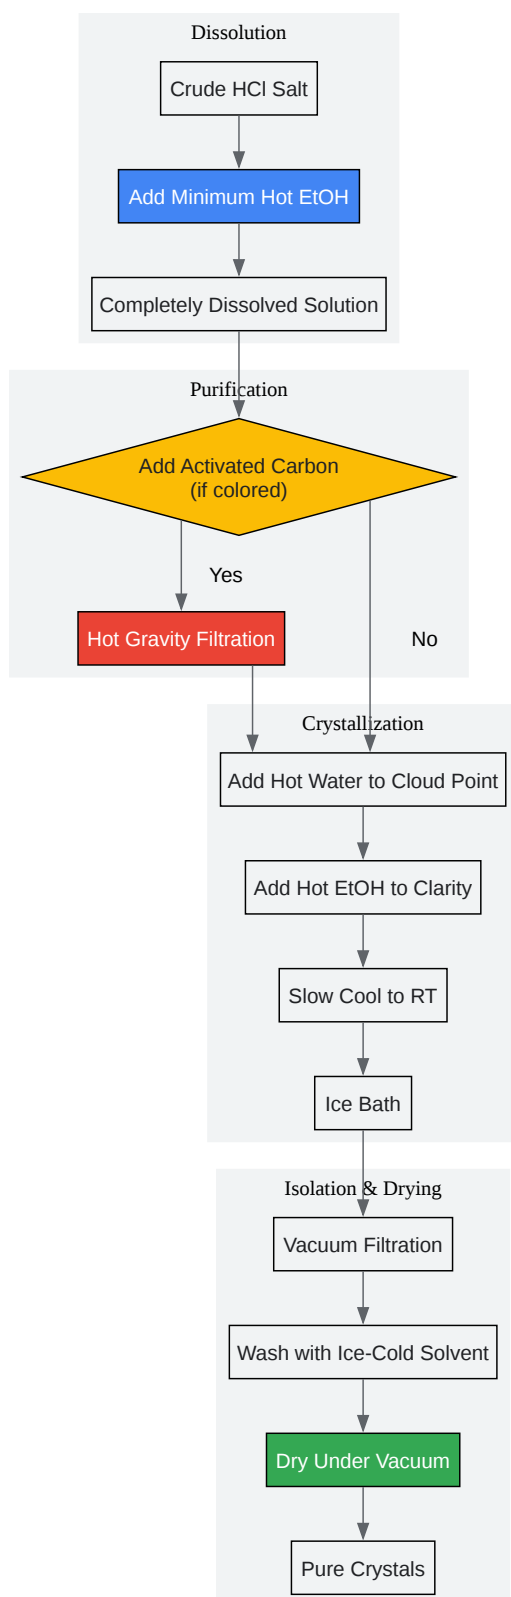 Dissolution
Crude HCl Salt
Add Minimum Hot EtOH
Completely Dissolved Solution
Purification
Add Activated Carbon
(if colored)
Yes
Hot Gravity Filtration
No
Crystallization
Add Hot Water to Cloud Point
Add Hot EtOH to Clarity
Slow Cool to RT
Ice Bath
Isolation & Drying
Vacuum Filtration
Wash with Ice-Cold Solvent
Dry Under Vacuum
Pure Crystals